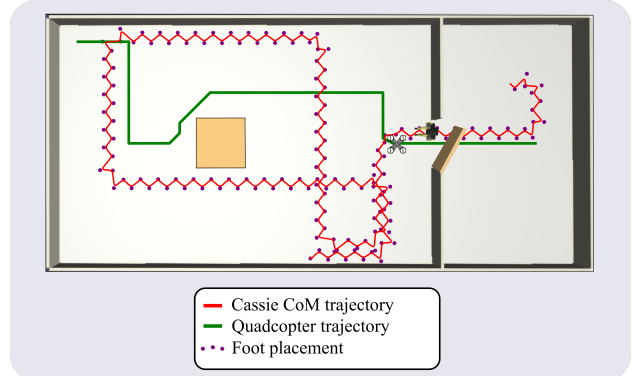 Cassie CoM trajectory
Quadcopter trajectory
Foot placement